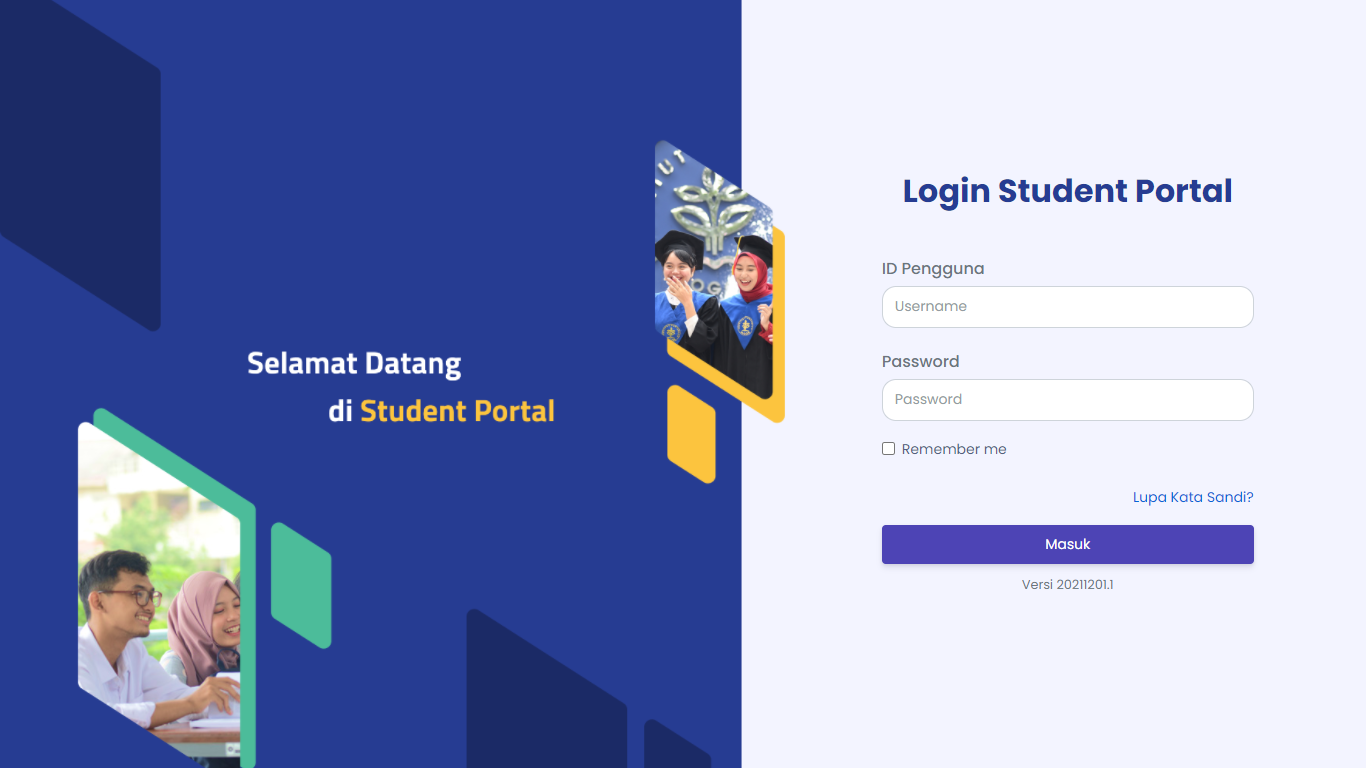 Selamat Datang
di Student Portal
Login Student Portal
ID Pengguna
Username
Password
Password
Remember me
Lupa Kata Sandi?
Masuk
Versi 20211201.1